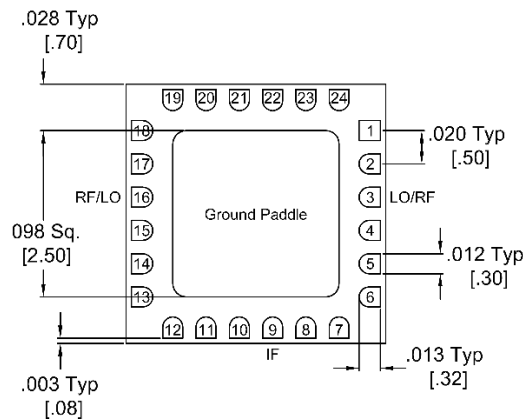 .028 Typ
[.70]
19 20 21 22 23 24
18
1
.020 Typ
[.50]
17
2
RF/LO
16
3
LO/RF
Ground Paddle
098 Sq.
[2.50]
15
4
14
5
.012 Typ
[.30]
13
6
12 11 10 9 8 7
IF
.013 Typ
[.32]
.003 Typ
[.08]